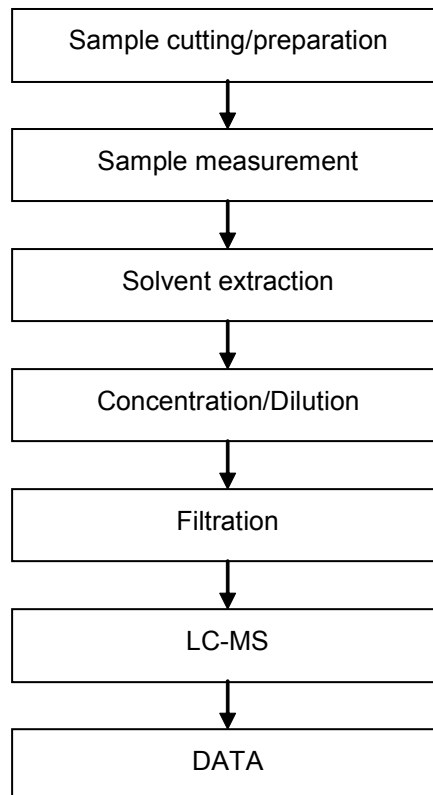 Sample cutting/preparation
Sample measurement
Solvent extraction
Concentration/Dilution
Filtration
LC-MS
DATA